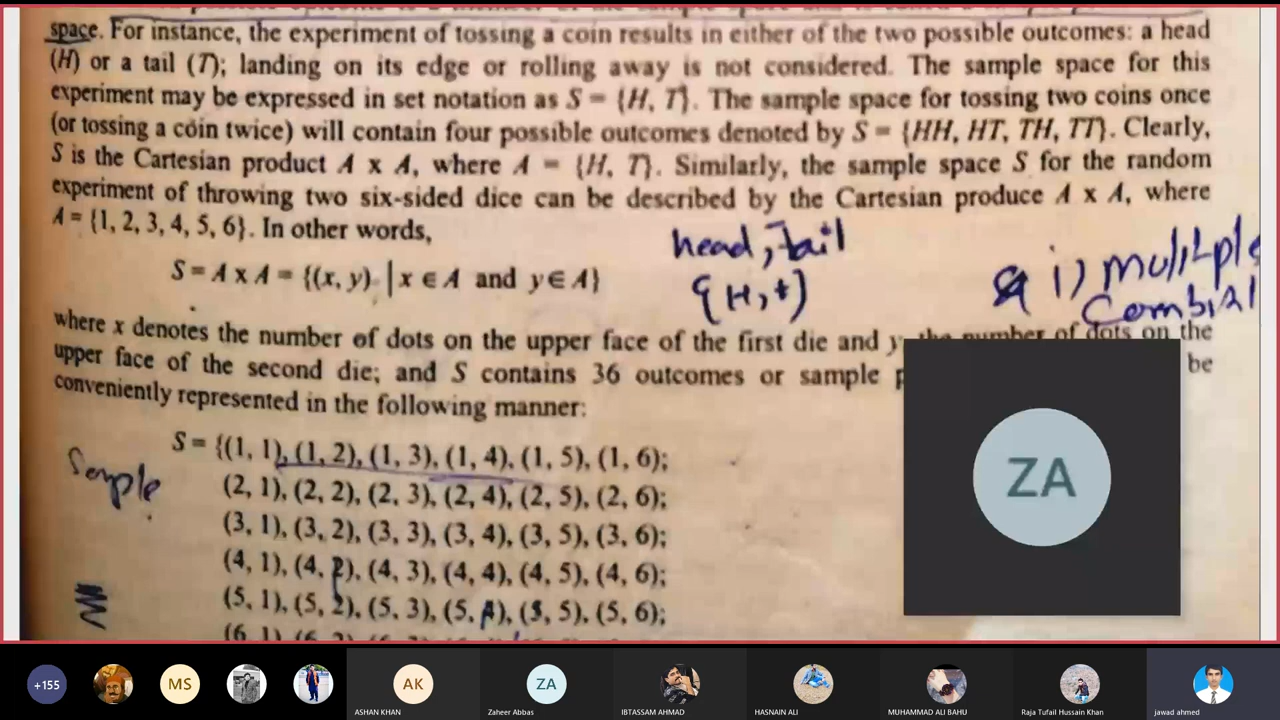 space. For instance, the experiment of tossing a coin results in either of the two possible outcomes: a head
(H) or a tail (T); landing on its edge or rolling away is not considered. The sample space for this
experiment may be expressed in set notation as S = {H, T}. The sample space for tossing two coins once
(or tossing a coin twice) will contain four possible outcomes denoted by S = {HH, HT, TH, TT}. Clearly,
S is the Cartesian product A x A, where A = {H, T}. Similarly, the sample space S for the random
experiment of throwing two six-sided dice can be described by the Cartesian produce A x A, where
A = {1, 2, 3, 4, 5, 6}. In other words,
head, Tail
S = A x A = {(x, y) | x ∈ A and y ∈ A}
{H, t}
i) Multiple
where x denotes the number of dots on the upper face of the first die and y the number of dots on the
upper face of the second die; and S contains 36 outcomes or sample be
conveniently represented in the following manner:
Semple
S = {(1, 1), (1, 2), (1, 3), (1, 4), (1, 5), (1, 6);
(2, 1), (2, 2), (2, 3), (2, 4), (2, 5), (2, 6);
(3, 1), (3, 2), (3, 3), (3, 4), (3, 5), (3, 6);
(4, 1), (4, 2), (4, 3), (4, 4), (4, 5), (4, 6);
(5, 1), (5, 2), (5, 3), (5, 4), (5, 5), (5, 6);
ZA
+155
MS
AK
ZA
ASHAN KHAN
Zaheer Abbas
IBTASSAM AHMAD
HASNAIN ALI
MUHAMMAD ALI BAHU
Raja Tufail Hussain Khan
jawad ahmed